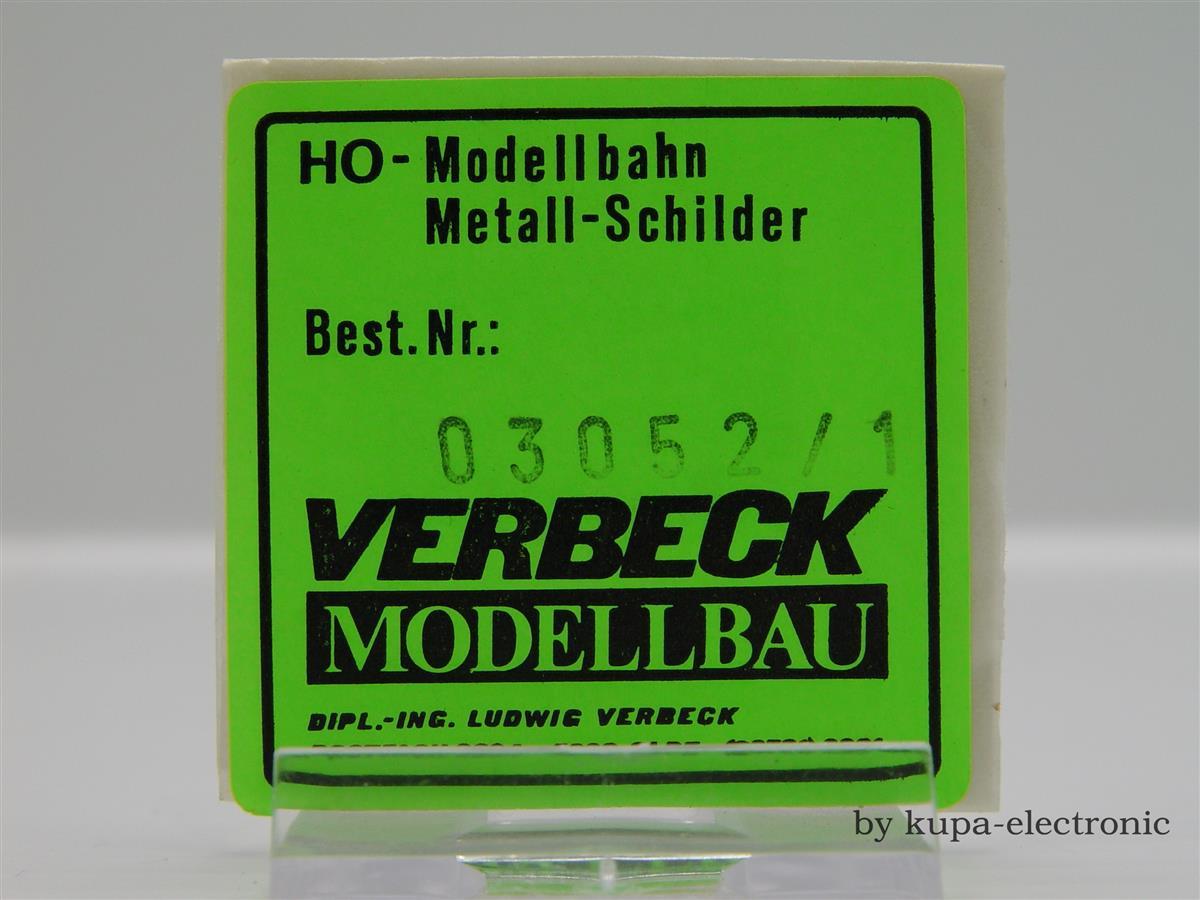 HO-Modellbahn
Metall-Schilder
Best.Nr.:
03052/1
VERBECK
MODELLBAU
DIPL.-ING. LUDWIG VERBECK
by kupa-electronic